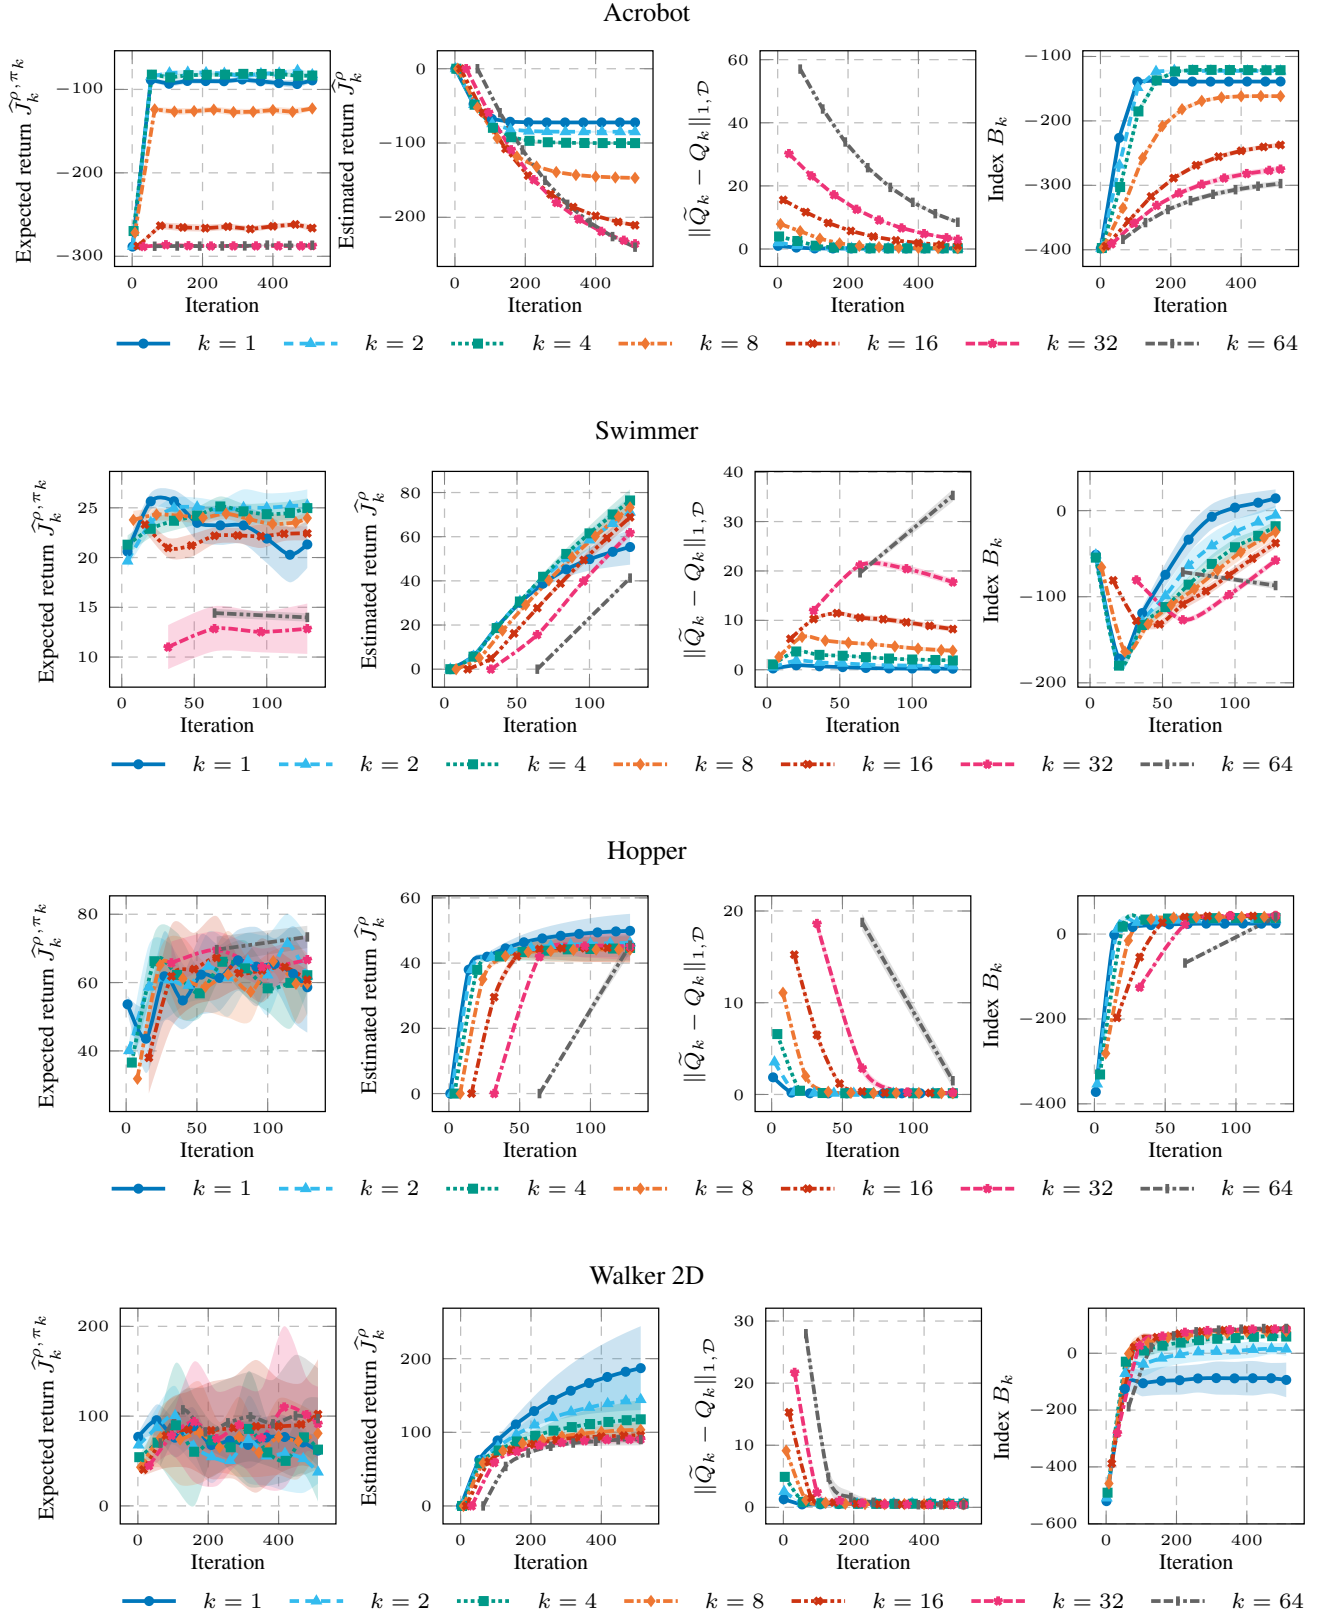 Acrobot
Expected return Ĵ_k^{ρ,π_k}
−100
−200
−300
0 200 400
Iteration
Estimated return Ĵ_k^ρ
0
−100
−200
0 200 400
Iteration
∥Q̃_k − Q_k∥_{1,𝒟}
60
40
20
0
0 200 400
Iteration
Index B_k
−100
−200
−300
−400
0 200 400
Iteration
k = 1 k = 2 k = 4 k = 8 k = 16 k = 32 k = 64
Swimmer
Expected return Ĵ_k^{ρ,π_k}
25
20
15
10
0 50 100
Iteration
Estimated return Ĵ_k^ρ
80
60
40
20
0
0 50 100
Iteration
∥Q̃_k − Q_k∥_{1,𝒟}
40
30
20
10
0
0 50 100
Iteration
Index B_k
0
−100
−200
0 50 100
Iteration
k = 1 k = 2 k = 4 k = 8 k = 16 k = 32 k = 64
Hopper
Expected return Ĵ_k^{ρ,π_k}
80
60
40
0 50 100
Iteration
Estimated return Ĵ_k^ρ
60
40
20
0
0 50 100
Iteration
∥Q̃_k − Q_k∥_{1,𝒟}
20
10
0
0 50 100
Iteration
Index B_k
0
−200
−400
0 50 100
Iteration
k = 1 k = 2 k = 4 k = 8 k = 16 k = 32 k = 64
Walker 2D
Expected return Ĵ_k^{ρ,π_k}
200
100
0
0 200 400
Iteration
Estimated return Ĵ_k^ρ
200
100
0
0 200 400
Iteration
∥Q̃_k − Q_k∥_{1,𝒟}
30
20
10
0
0 200 400
Iteration
Index B_k
0
−200
−400
−600
0 200 400
Iteration
k = 1 k = 2 k = 4 k = 8 k = 16 k = 32 k = 64